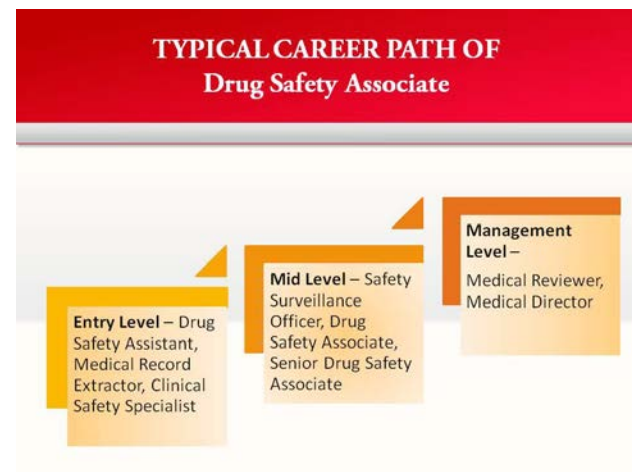 TYPICAL CAREER PATH OF
Drug Safety Associate
Entry Level – Drug
Safety Assistant,
Medical Record
Extractor, Clinical
Safety Specialist
Mid Level – Safety
Surveillance
Officer, Drug
Safety Associate,
Senior Drug Safety
Associate
Management
Level –
Medical Reviewer,
Medical Director